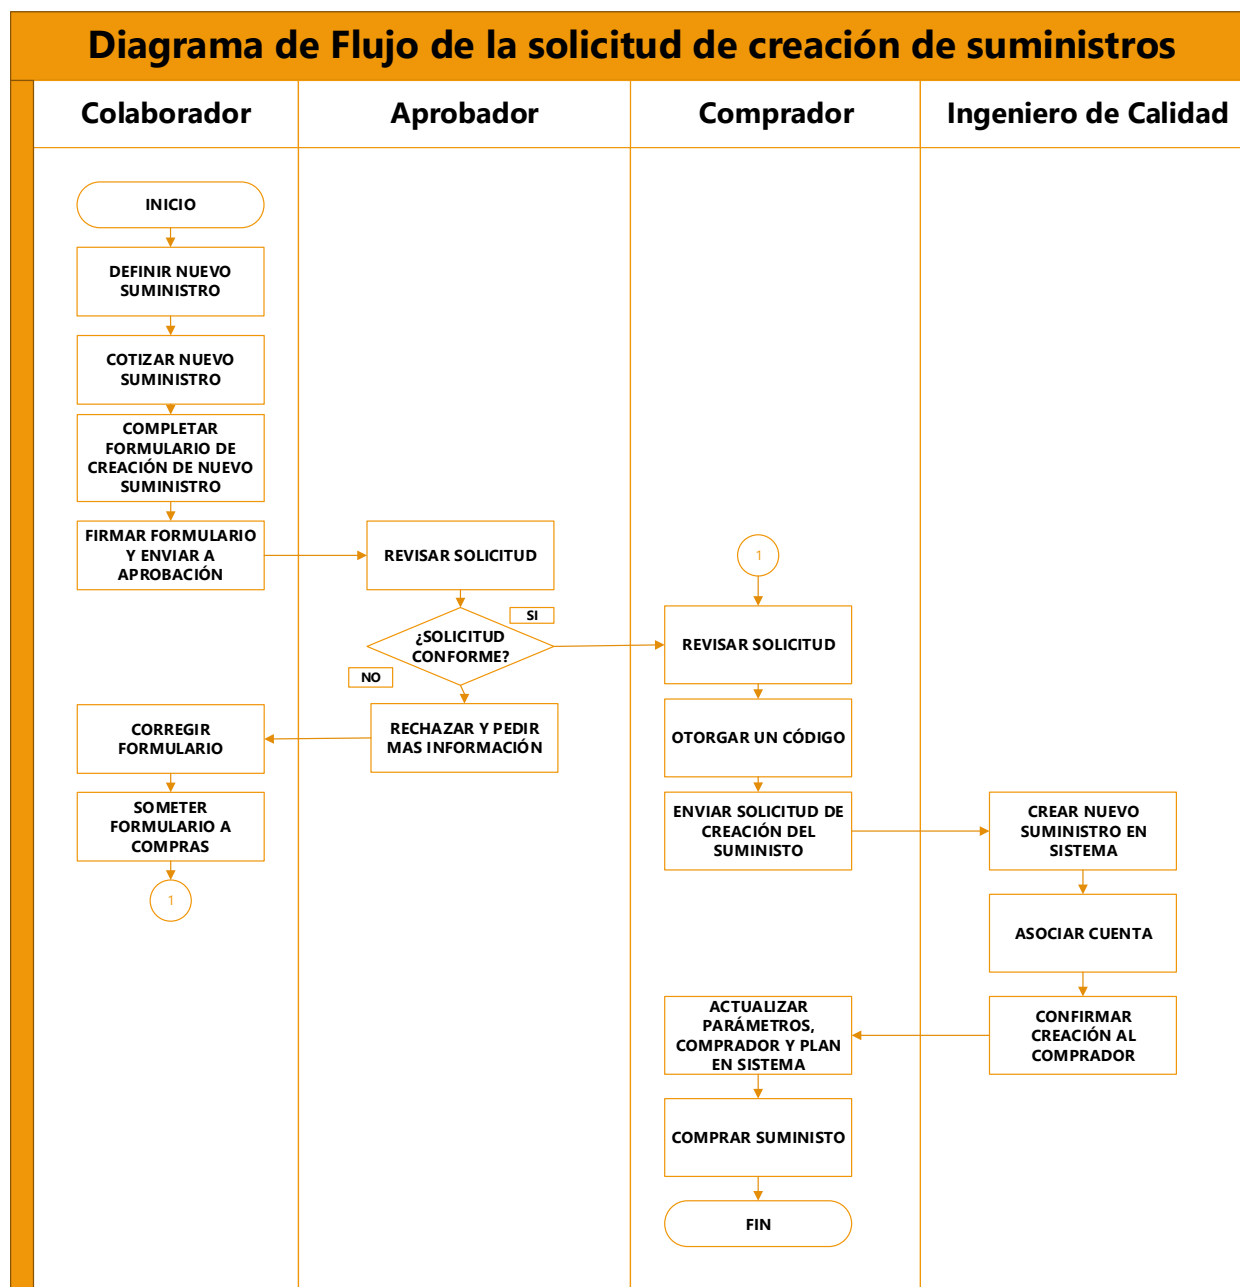 Diagrama de Flujo de la solicitud de creación de suministros
Colaborador
Aprobador
Comprador
Ingeniero de Calidad
INICIO
DEFINIR NUEVO
SUMINISTRO
COTIZAR NUEVO
SUMINISTRO
COMPLETAR
FORMULARIO DE
CREACIÓN DE NUEVO
SUMINISTRO
FIRMAR FORMULARIO
Y ENVIAR A
APROBACIÓN
REVISAR SOLICITUD
¿SOLICITUD
CONFORME?
SI
NO
RECHAZAR Y PEDIR
MAS INFORMACIÓN
CORREGIR
FORMULARIO
SOMETER
FORMULARIO A
COMPRAS
1
1
REVISAR SOLICITUD
OTORGAR UN CÓDIGO
ENVIAR SOLICITUD DE
CREACIÓN DEL
SUMINISTO
CREAR NUEVO
SUMINISTRO EN
SISTEMA
ASOCIAR CUENTA
CONFIRMAR
CREACIÓN AL
COMPRADOR
ACTUALIZAR
PARÁMETROS,
COMPRADOR Y PLAN
EN SISTEMA
COMPRAR SUMINISTO
FIN